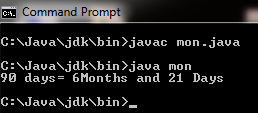 Command Prompt
C:\Java\jdk\bin>javac mon.java
C:\Java\jdk\bin>java mon
90 days= 6Months and 21 Days
C:\Java\jdk\bin>_